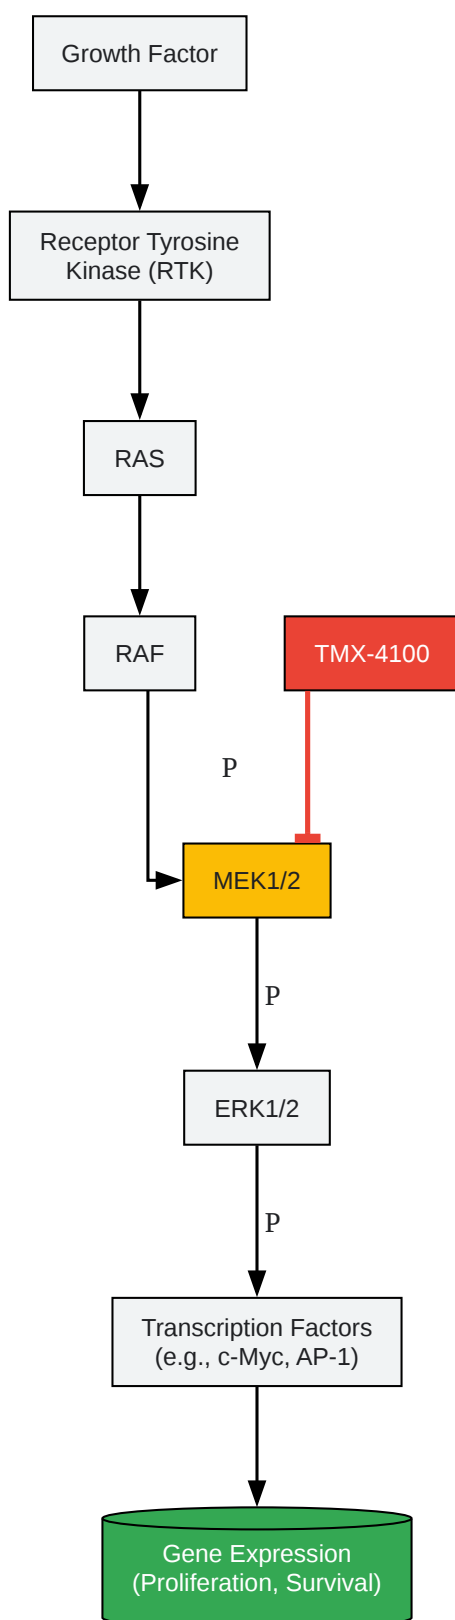 Growth Factor
Receptor Tyrosine
Kinase (RTK)
RAS
RAF
TMX-4100
P
MEK1/2
P
ERK1/2
P
Transcription Factors
(e.g., c-Myc, AP-1)
Gene Expression
(Proliferation, Survival)